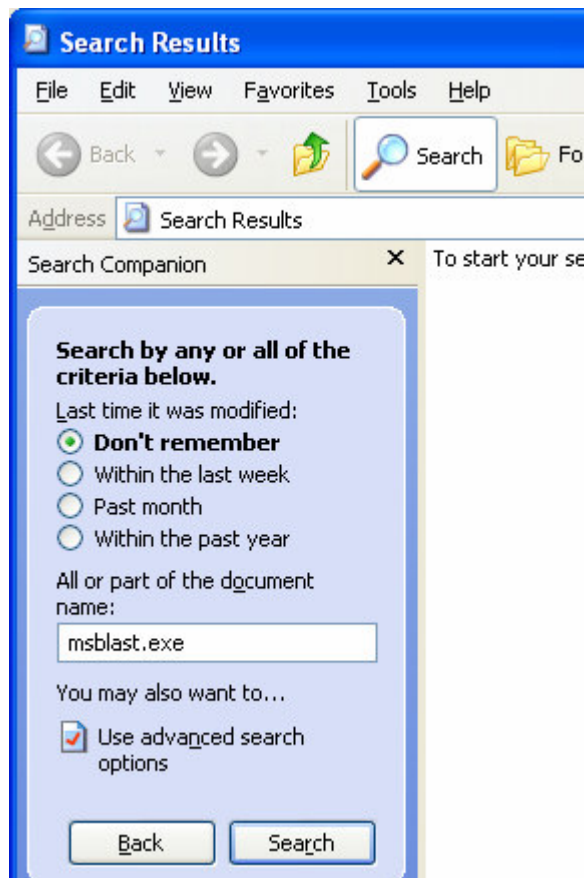 Search Results
File Edit View Favorites Tools Help
Back Search Fo
Address Search Results
Search Companion To start your se
Search by any or all of the
criteria below.
Last time it was modified:
Don't remember
Within the last week
Past month
Within the past year
All or part of the document
name:
msblast.exe
You may also want to...
Use advanced search
options
Back Search